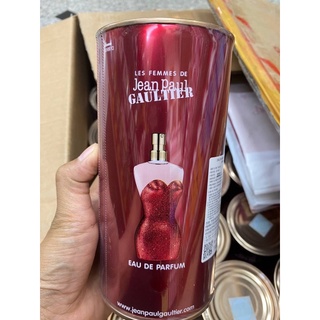 LES FEMMES DE
Jean Paul
GAULTIER
EAU DE PARFUM
www.jeanpaulgaultier.com